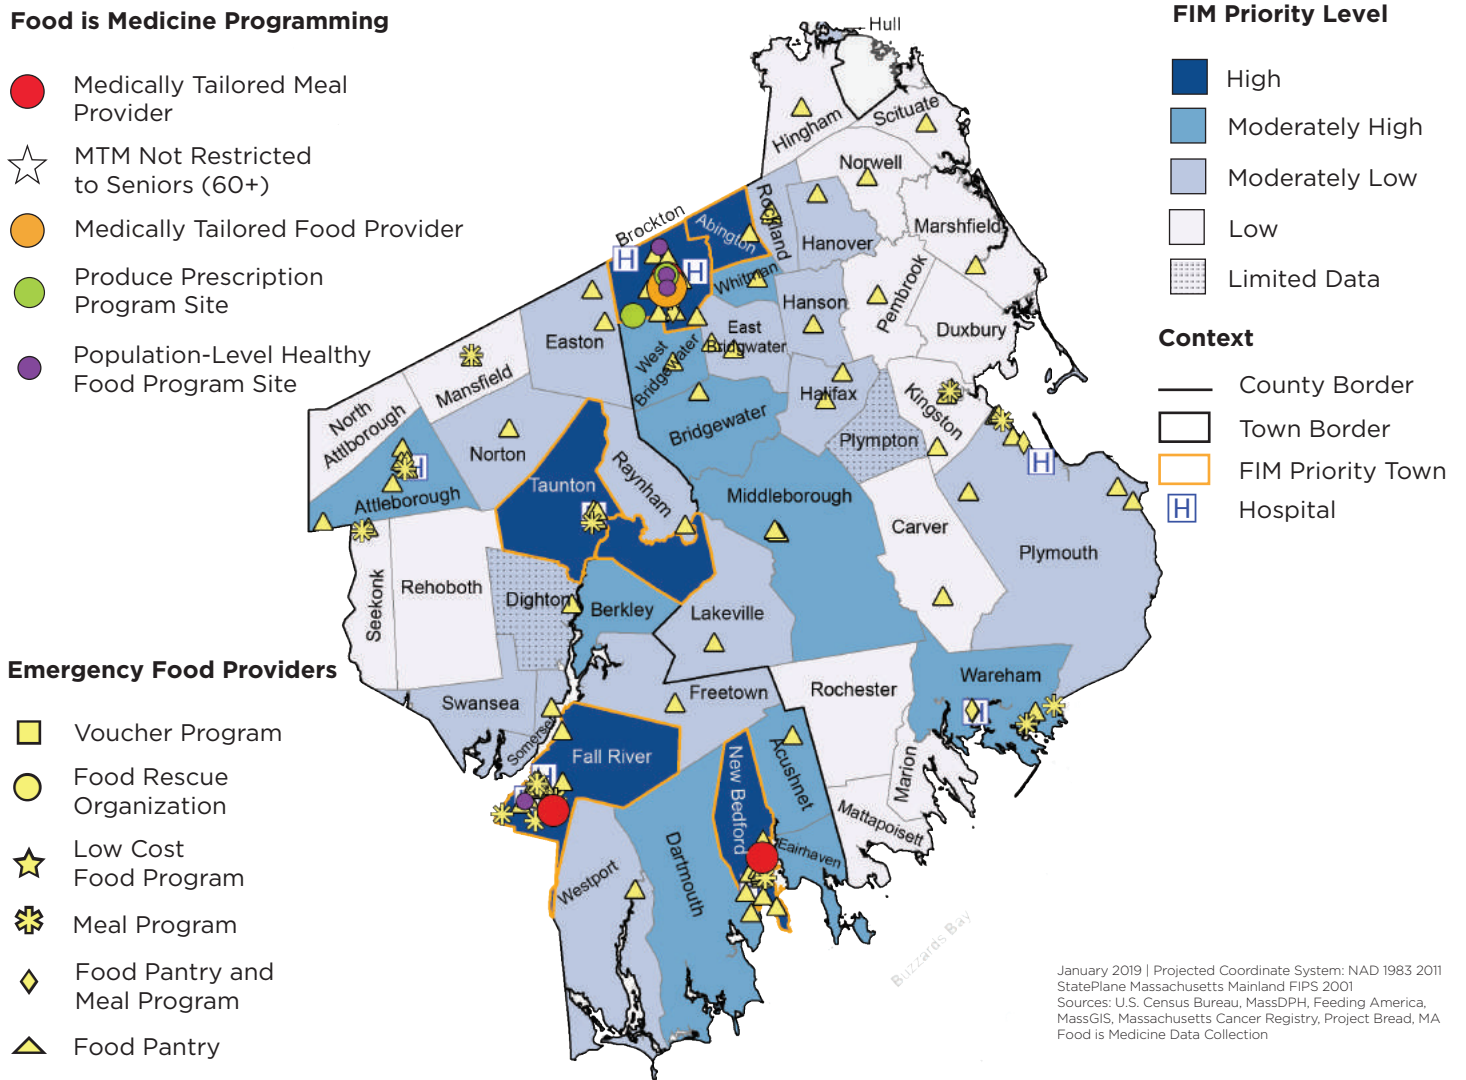 Food is Medicine Programming
Medically Tailored Meal
Provider
MTM Not Restricted
to Seniors (60+)
Medically Tailored Food Provider
Produce Prescription
Program Site
Population-Level Healthy
Food Program Site
Emergency Food Providers
Voucher Program
Food Rescue
Organization
Low Cost
Food Program
Meal Program
Food Pantry and
Meal Program
Food Pantry
FIM Priority Level
High
Moderately High
Moderately Low
Low
Limited Data
Context
County Border
Town Border
FIM Priority Town
H
Hospital
Hull
Hingham
Scituate
Norwell
Rockland
Brockton
Abington
Hanover
Marshfield
H
H
Whitman
Hanson
Pembrook
Duxbury
Easton
West
Bridgewater
East
Bridgwater
Mansfield
North
Attlborough
Halifax
Kingston
Bridgewater
Plympton
Norton
Raynham
H
H
Attleborough
Taunton
Middleborough
H
Carver
Plymouth
Seekonk
Rehoboth
Dighton
Berkley
Lakeville
Swansea
Somerset
Freetown
Rochester
Wareham
H
Fall River
H
New Bedford
Acushnet
Marion
Mattapoisett
Fairhaven
Dartmouth
Westport
Buzzards Bay
January 2019 | Projected Coordinate System: NAD 1983 2011
StatePlane Massachusetts Mainland FIPS 2001
Sources: U.S. Census Bureau, MassDPH, Feeding America,
MassGIS, Massachusetts Cancer Registry, Project Bread, MA
Food is Medicine Data Collection